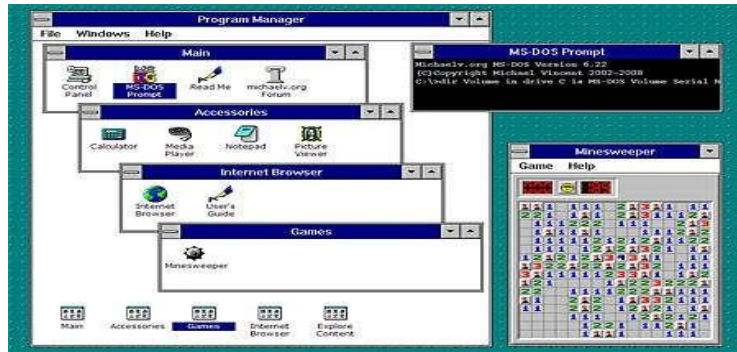 Program Manager
File Windows Help
Main
Control Panel
MS-DOS Prompt
Read Me
michaelv.org Forum
Accessories
Calculator
Media Player
Notepad
Picture Viewer
Internet Browser
Internet Browser
User's Guide
Games
Minesweeper
Main
Accessories
Games
Internet Browser
Explore Content
MS-DOS Prompt
Michaelv.org MS-DOS Version 6.22
(C)Copyright Michael Vincent 2002-2008
C:\>dir Volume in drive C is MS-DOS Volume Serial N
Minesweeper
Game Help